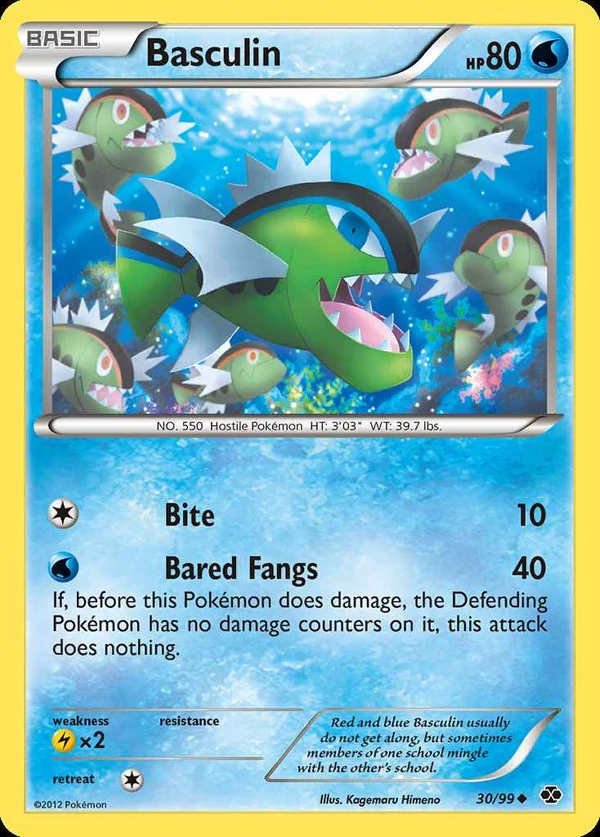 BASIC
Basculin
HP80
NO. 550 Hostile Pokémon HT: 3'03" WT: 39.7 lbs.
Bite 10
Bared Fangs 40
If, before this Pokémon does damage, the Defending
Pokémon has no damage counters on it, this attack
does nothing.
weakness resistance
×2
Red and blue Basculin usually
do not get along, but sometimes
members of one school mingle
with the other's school.
retreat
©2012 Pokémon
Illus. Kagemaru Himeno
30/99